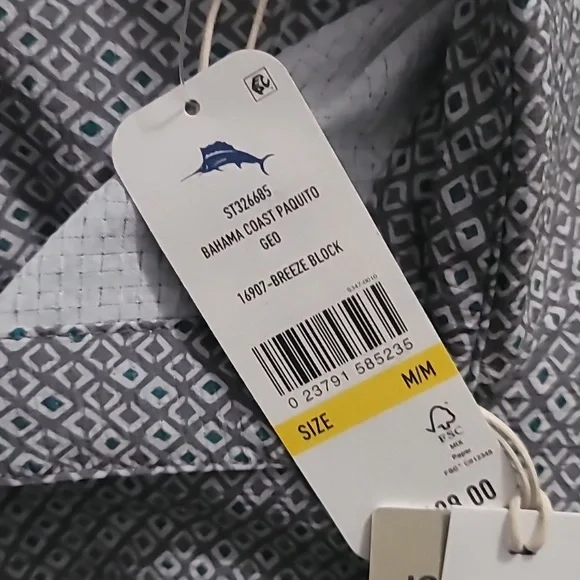 ST326685
BAHAMA COAST PAQUITO
GEO
16907-BREEZE BLOCK
0 23791 585235
SIZE M/M
FSC
MIX
Paper